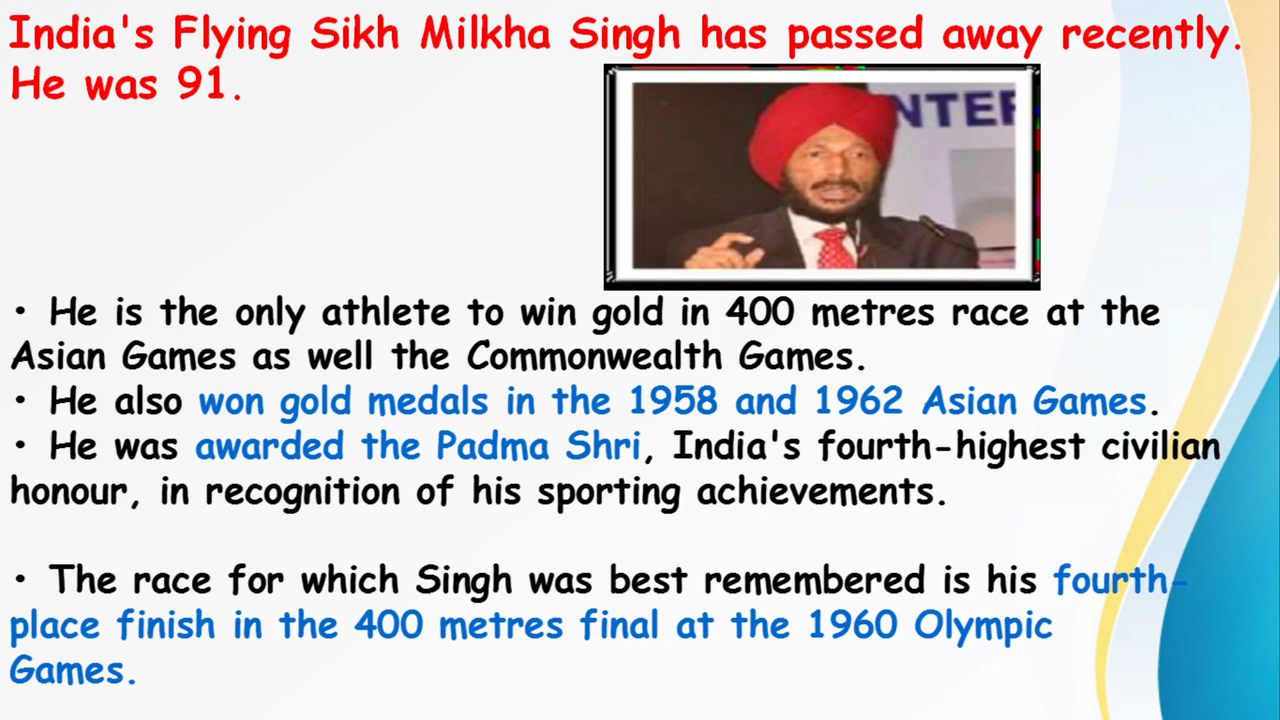 India's Flying Sikh Milkha Singh has passed away recently.
He was 91.
NTER
• He is the only athlete to win gold in 400 metres race at the
Asian Games as well the Commonwealth Games.
• He also won gold medals in the 1958 and 1962 Asian Games.
• He was awarded the Padma Shri, India's fourth-highest civilian
honour, in recognition of his sporting achievements.
• The race for which Singh was best remembered is his fourth-
place finish in the 400 metres final at the 1960 Olympic
Games.